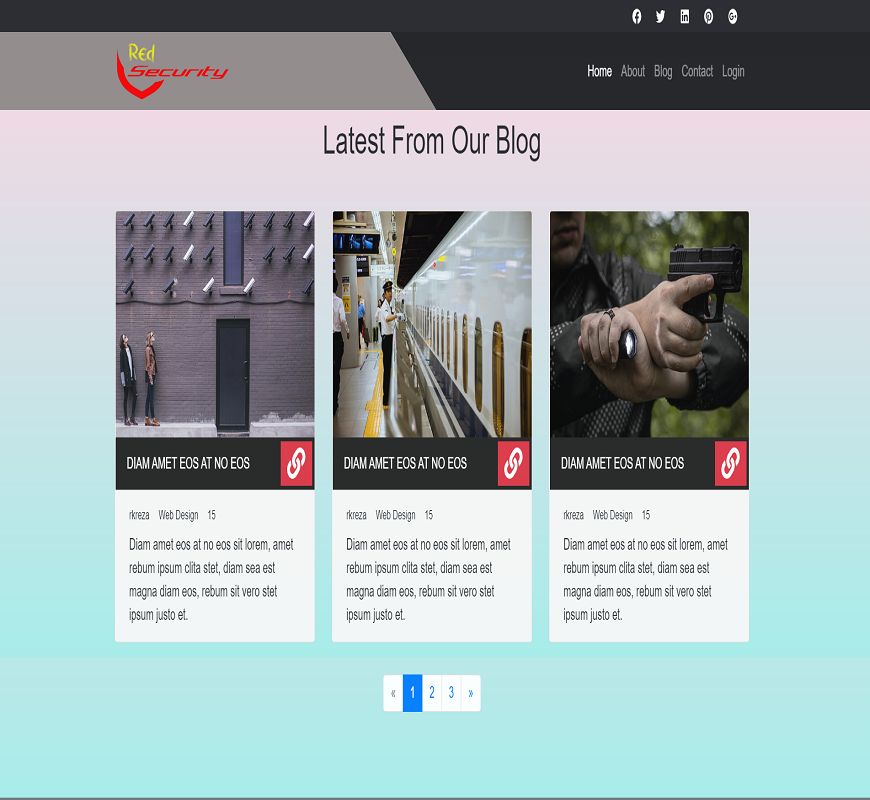 Red
Security
Home About Blog Contact Login
Latest From Our Blog
DIAM AMET EOS AT NO EOS
rkreza Web Design 15
Diam amet eos at no eos sit lorem, amet
rebum ipsum clita stet, diam sea est
magna diam eos, rebum sit vero stet
ipsum justo et.
DIAM AMET EOS AT NO EOS
rkreza Web Design 15
Diam amet eos at no eos sit lorem, amet
rebum ipsum clita stet, diam sea est
magna diam eos, rebum sit vero stet
ipsum justo et.
DIAM AMET EOS AT NO EOS
rkreza Web Design 15
Diam amet eos at no eos sit lorem, amet
rebum ipsum clita stet, diam sea est
magna diam eos, rebum sit vero stet
ipsum justo et.
« 1 2 3 »